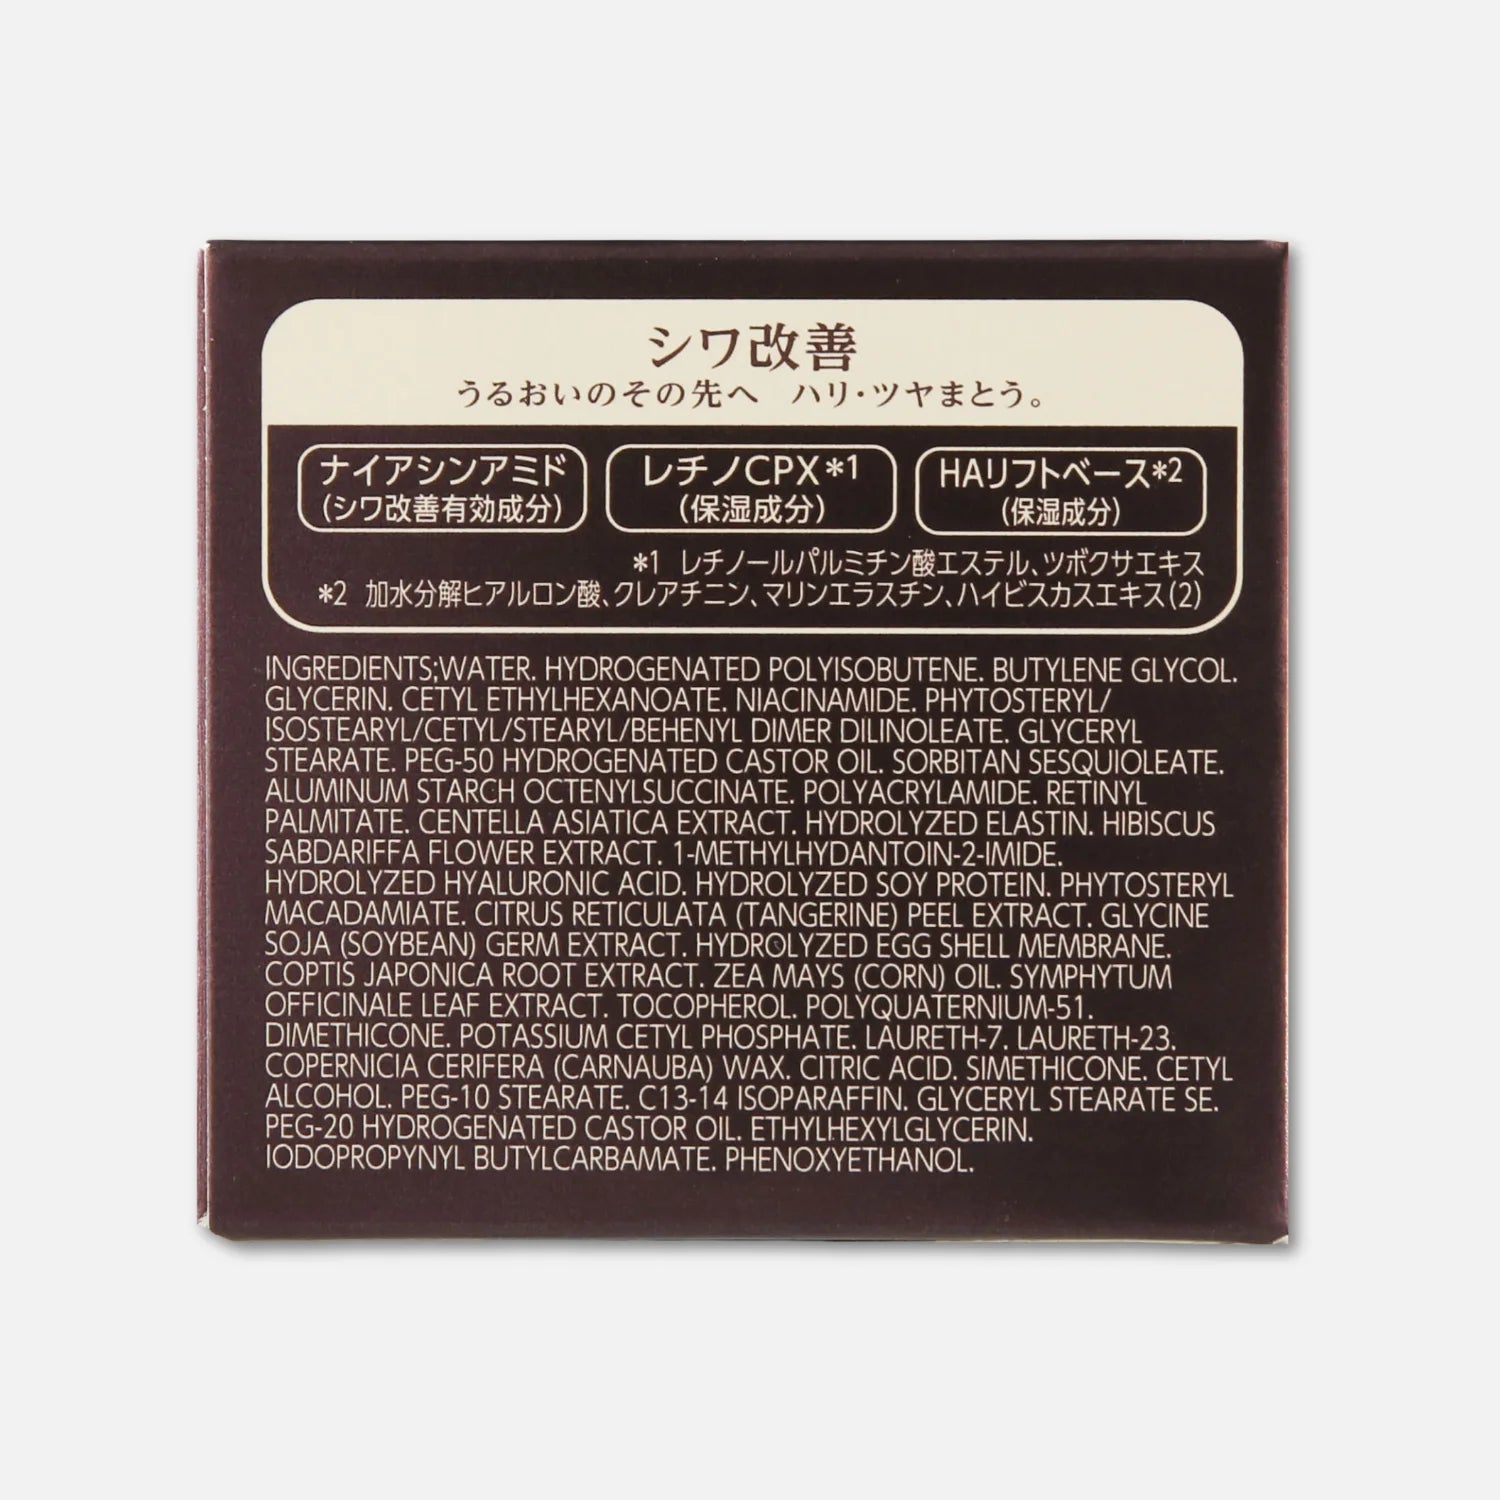 シワ改善
うるおいのその先へ　ハリ・ツヤまとう。
ナイアシンアミド
(シワ改善有効成分)
レチノCPX*1
(保湿成分)
HAリフトベース*2
(保湿成分)
*1　レチノールパルミチン酸エステル、ツボクサエキス
*2　加水分解ヒアルロン酸、クレアチニン、マリンエラスチン、ハイビスカスエキス(2)
INGREDIENTS;WATER. HYDROGENATED POLYISOBUTENE. BUTYLENE GLYCOL.
GLYCERIN. CETYL ETHYLHEXANOATE. NIACINAMIDE. PHYTOSTERYL/
ISOSTEARYL/CETYL/STEARYL/BEHENYL DIMER DILINOLEATE. GLYCERYL
STEARATE. PEG-50 HYDROGENATED CASTOR OIL. SORBITAN SESQUIOLEATE.
ALUMINUM STARCH OCTENYLSUCCINATE. POLYACRYLAMIDE. RETINYL
PALMITATE. CENTELLA ASIATICA EXTRACT. HYDROLYZED ELASTIN. HIBISCUS
SABDARIFFA FLOWER EXTRACT. 1-METHYLHYDANTOIN-2-IMIDE.
HYDROLYZED HYALURONIC ACID. HYDROLYZED SOY PROTEIN. PHYTOSTERYL
MACADAMIATE. CITRUS RETICULATA (TANGERINE) PEEL EXTRACT. GLYCINE
SOJA (SOYBEAN) GERM EXTRACT. HYDROLYZED EGG SHELL MEMBRANE.
COPTIS JAPONICA ROOT EXTRACT. ZEA MAYS (CORN) OIL. SYMPHYTUM
OFFICINALE LEAF EXTRACT. TOCOPHEROL. POLYQUATERNIUM-51.
DIMETHICONE. POTASSIUM CETYL PHOSPHATE. LAURETH-7. LAURETH-23.
COPERNICIA CERIFERA (CARNAUBA) WAX. CITRIC ACID. SIMETHICONE. CETYL
ALCOHOL. PEG-10 STEARATE. C13-14 ISOPARAFFIN. GLYCERYL STEARATE SE.
PEG-20 HYDROGENATED CASTOR OIL. ETHYLHEXYLGLYCERIN.
IODOPROPYNYL BUTYLCARBAMATE. PHENOXYETHANOL.